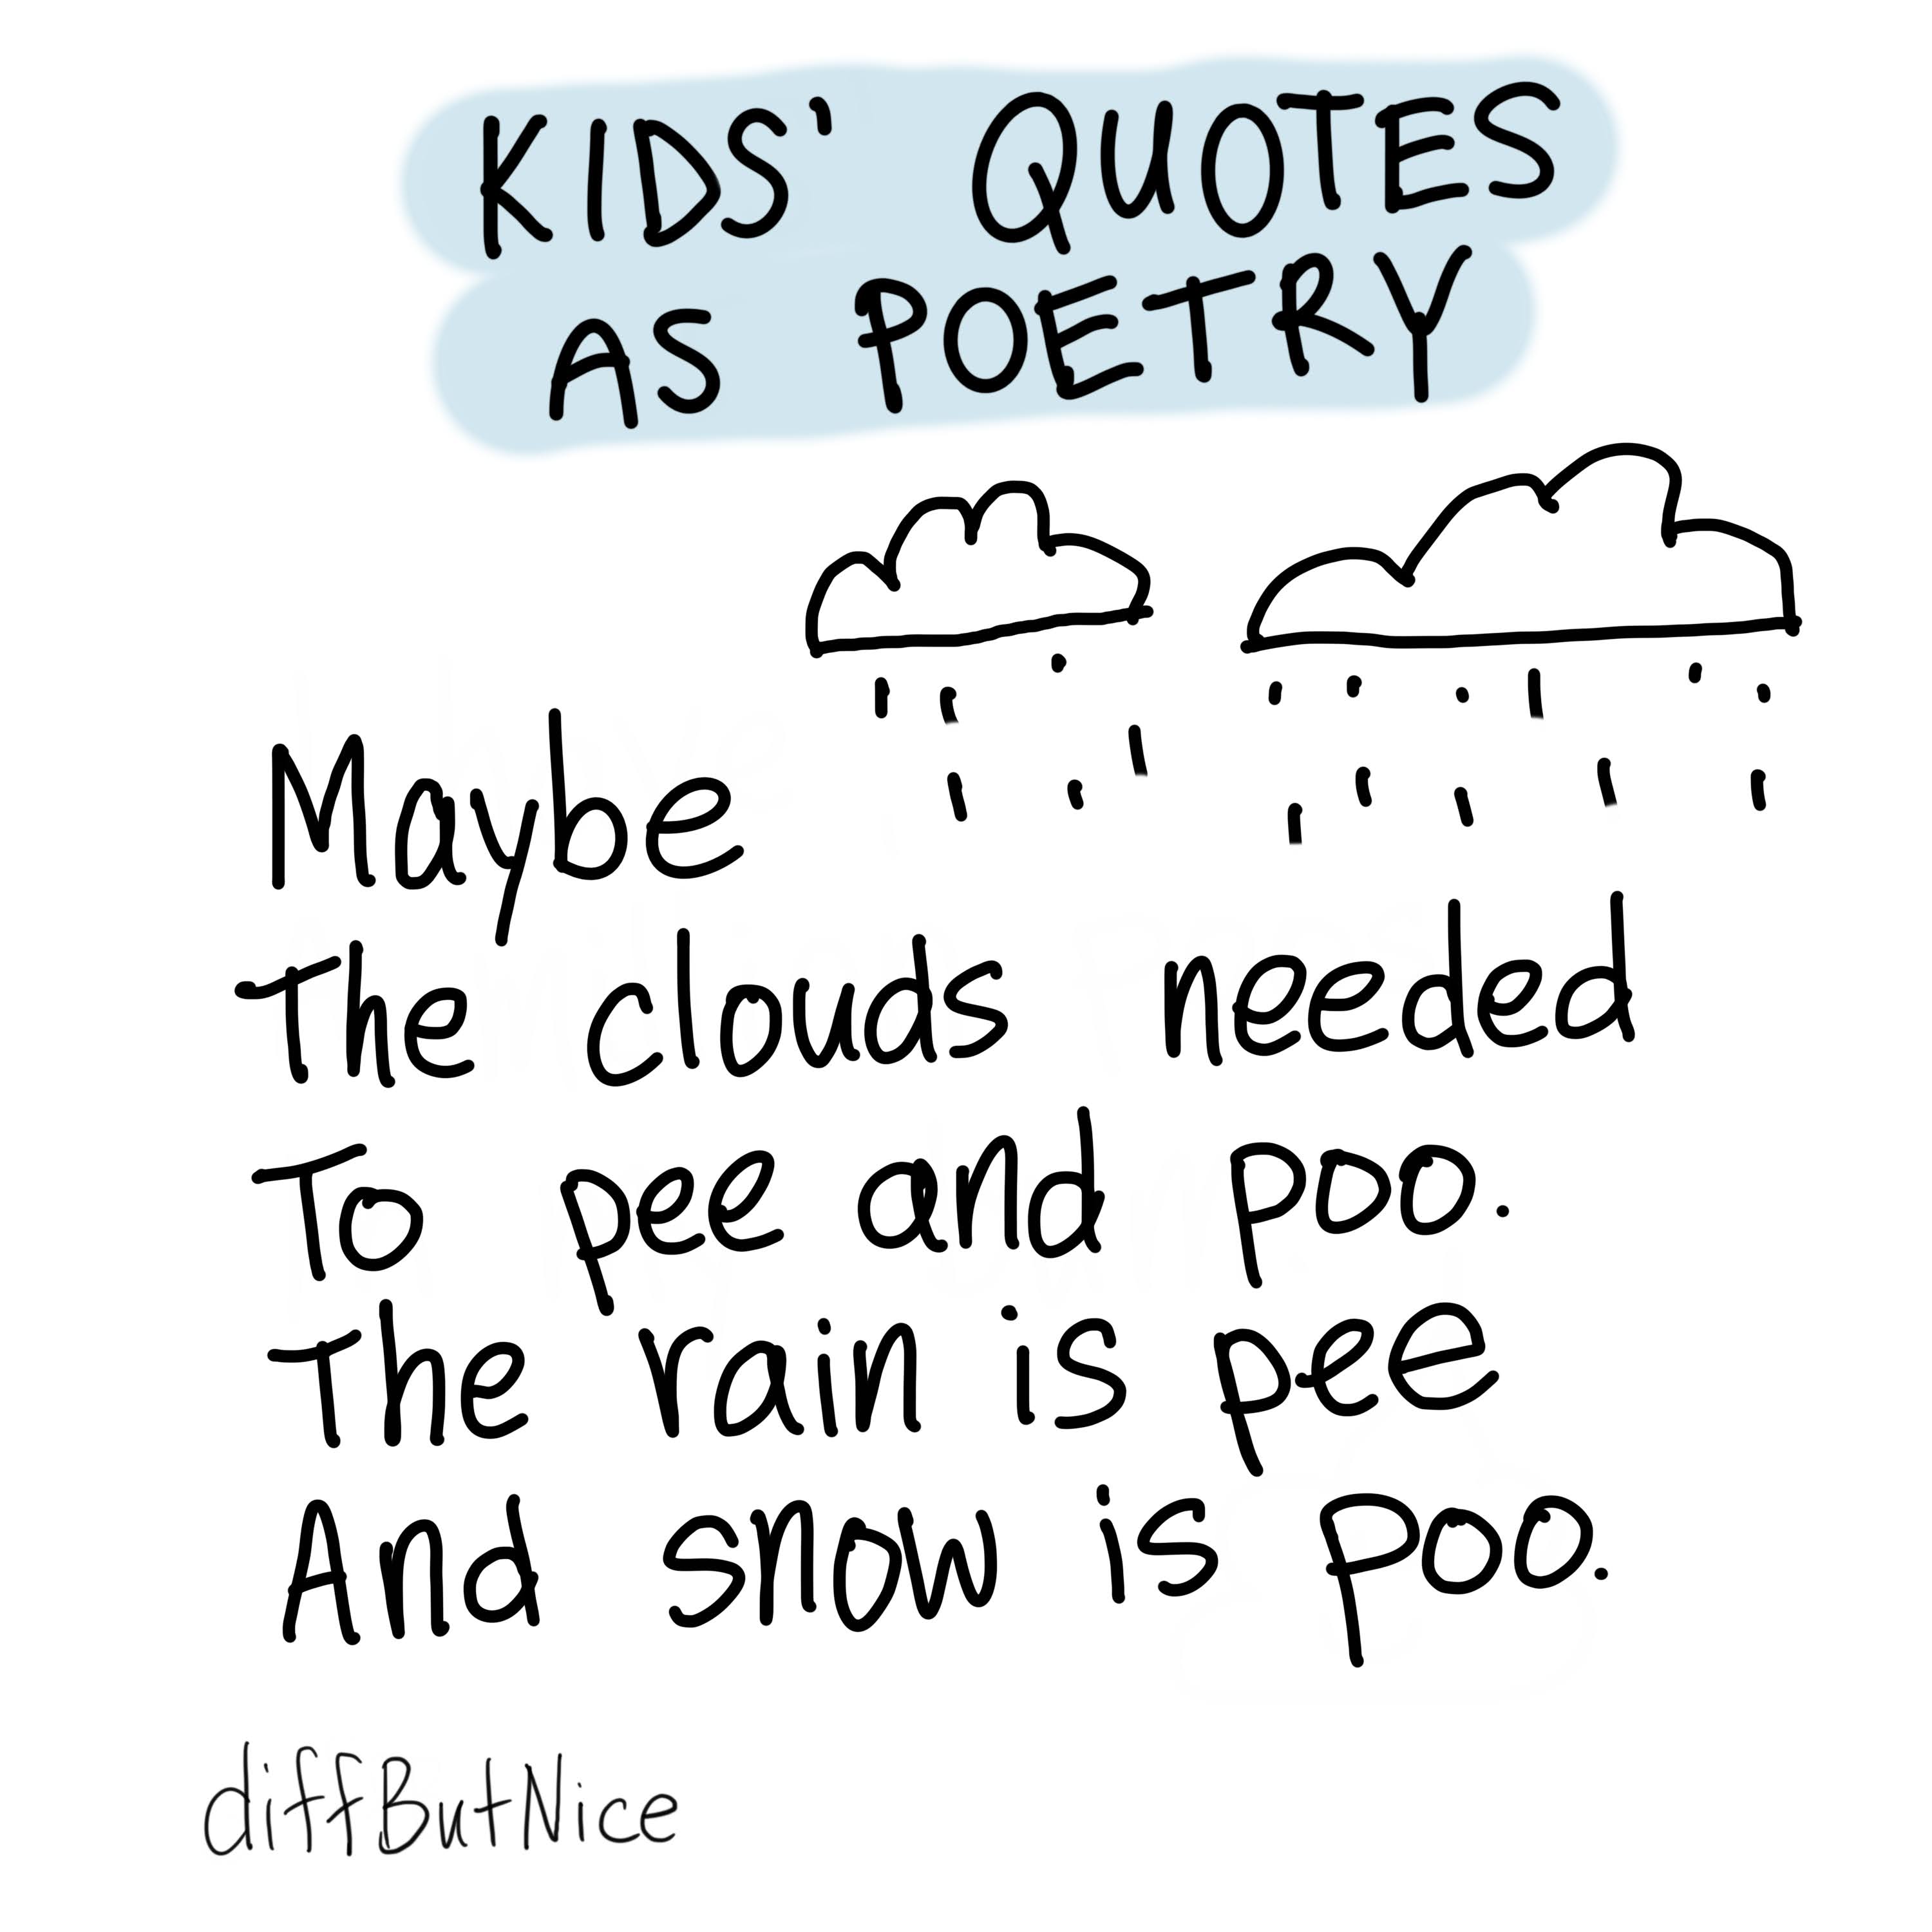 KIDS' QUOTES
AS POETRY
Maybe
The clouds needed
To pee and poo.
The rain is pee
And snow is poo.
diffButNice